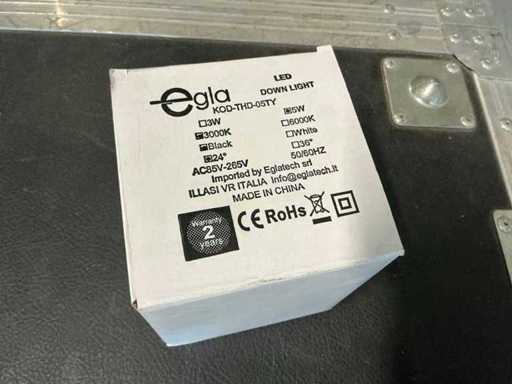 egla
LED
DOWN LIGHT
KOD-THD-05TY
3W 5W
3000K 6000K
Black White
24° 36°
AC85V-265V 50/60HZ
Imported by Eglatech srl
ILLASI VR ITALIA Info@eglatech.it
MADE IN CHINA
Warranty
2
years
CE RoHs